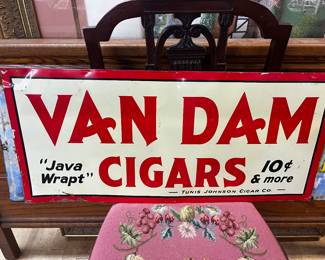 VAN DAM
"Java Wrapt" CIGARS 10¢ & more
— TUNIS JOHNSON CIGAR CO. —